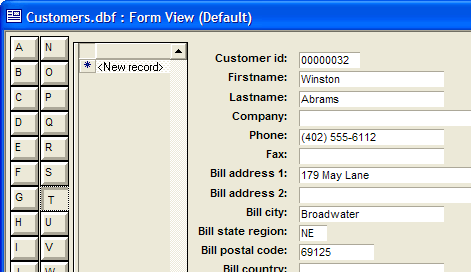 Customers.dbf : Form View (Default)
A N
B O
C P
D Q
E R
F S
G T
H U
I V
J W
* <New record>
Customer id: 00000032
Firstname: Winston
Lastname: Abrams
Company:
Phone: (402) 555-6112
Fax:
Bill address 1: 179 May Lane
Bill address 2:
Bill city: Broadwater
Bill state region: NE
Bill postal code: 69125
Bill country: